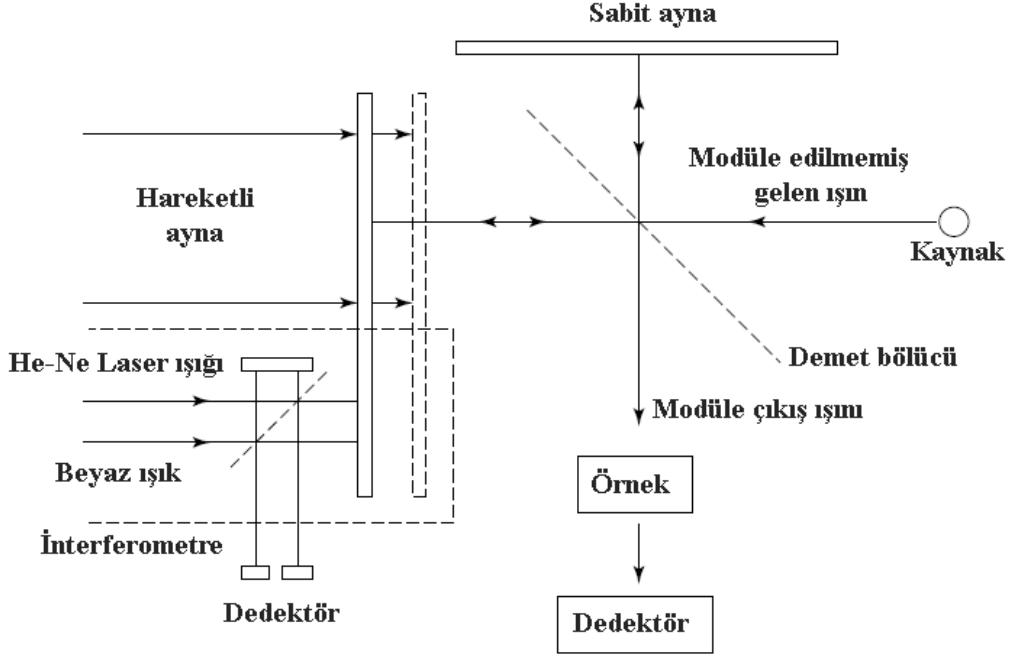 Sabit ayna
Modüle edilmemiş
gelen ışın
Hareketli
ayna
Kaynak
He-Ne Laser ışığı
Demet bölücü
Modüle çıkış ışını
Beyaz ışık
Örnek
İnterferometre
Dedektör
Dedektör